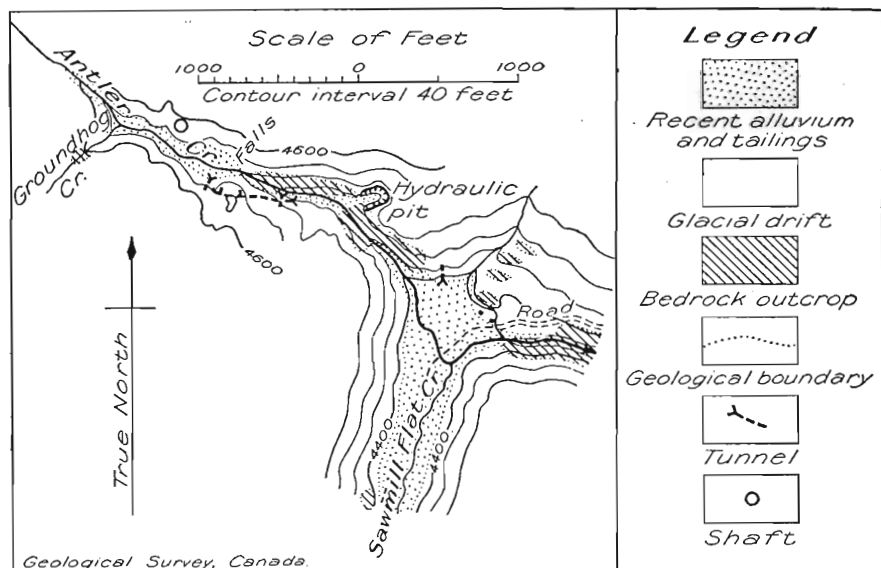 Scale of Feet
1000 0 1000
Contour interval 40 feet
Antler
Cr.
Falls
4600
Groundhog
Cr.
Hydraulic
pit
4600
Road
True North
4400
4400
Sawmill Flat Cr.
Geological Survey, Canada.
Legend
Recent alluvium
and tailings
Glacial drift
Bedrock outcrop
Geological boundary
Tunnel
Shaft